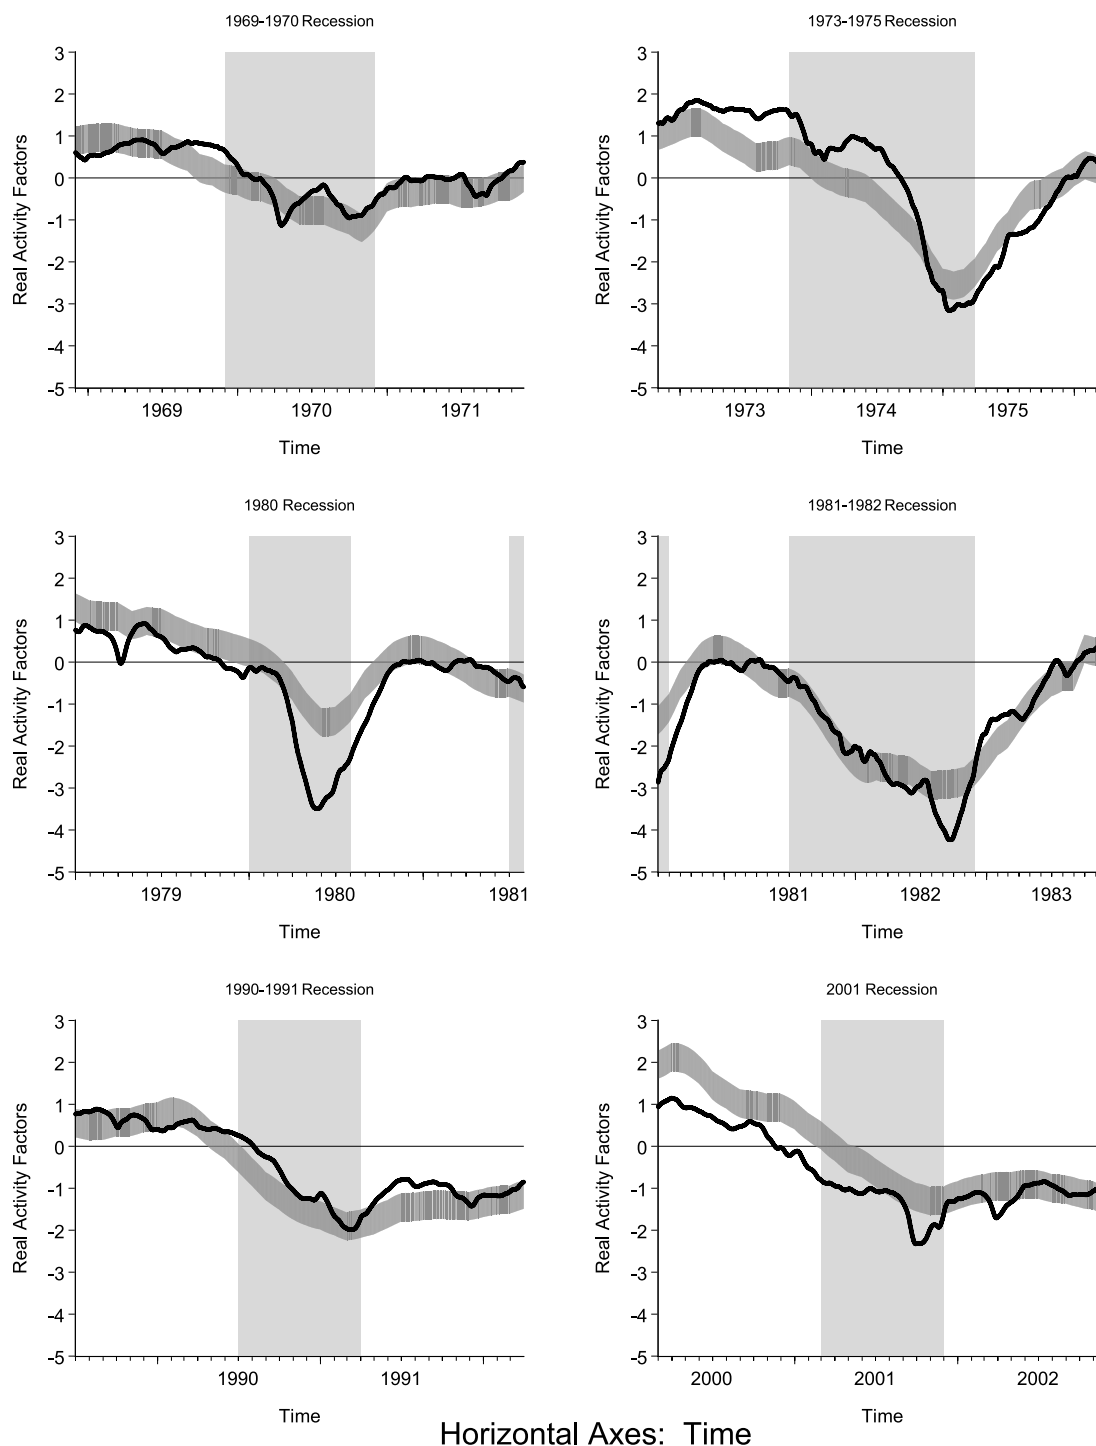 1969-1970 Recession
3
2
1
0
-1
-2
-3
-4
-5
Real Activity Factors
1969 1970 1971
Time
1973-1975 Recession
3
2
1
0
-1
-2
-3
-4
-5
Real Activity Factors
1973 1974 1975
Time
1980 Recession
3
2
1
0
-1
-2
-3
-4
-5
Real Activity Factors
1979 1980 1981
Time
1981-1982 Recession
3
2
1
0
-1
-2
-3
-4
-5
Real Activity Factors
1981 1982 1983
Time
1990-1991 Recession
3
2
1
0
-1
-2
-3
-4
-5
Real Activity Factors
1990 1991
Time
2001 Recession
3
2
1
0
-1
-2
-3
-4
-5
Real Activity Factors
2000 2001 2002
Time
Horizontal Axes: Time